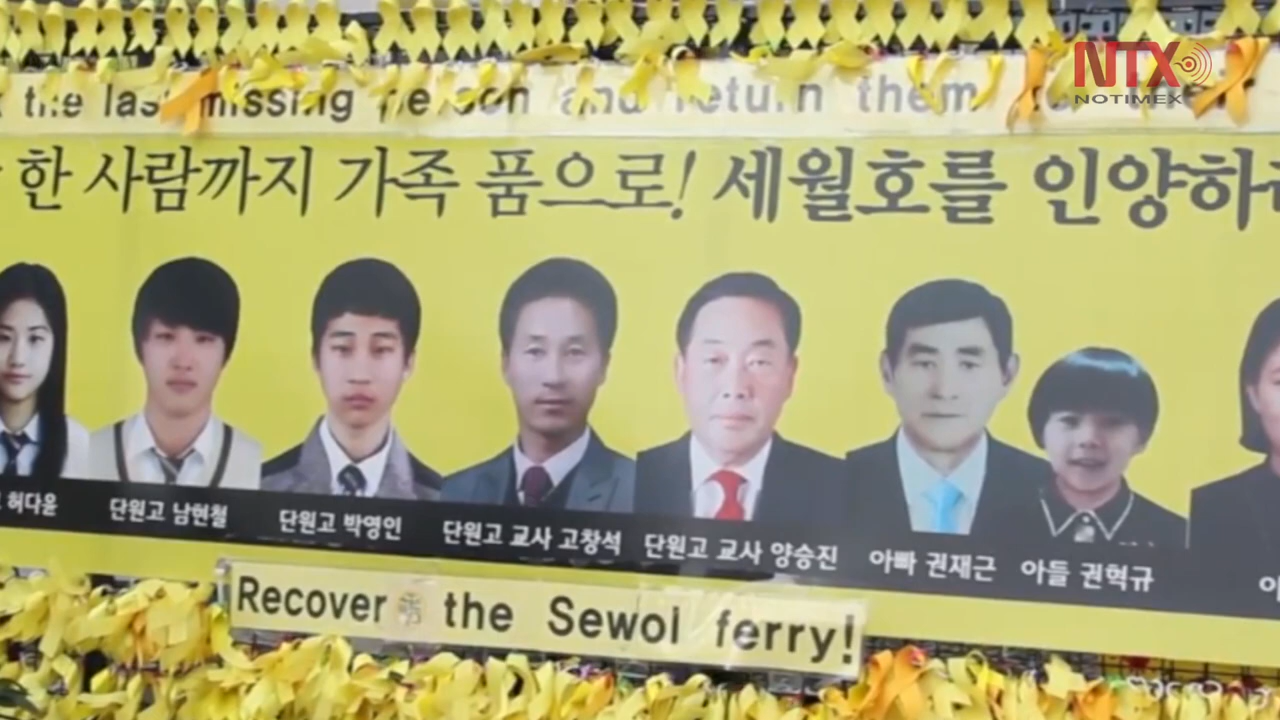 NTX
NOTIMEX
the last missing person and return them
한 사람까지 가족 품으로! 세월호를 인양하
허다윤
단원고 남현철
단원고 박영인
단원고 교사 고창석
단원고 교사 양승진
아빠 권재근
아들 권혁규
Recover the Sewol ferry!